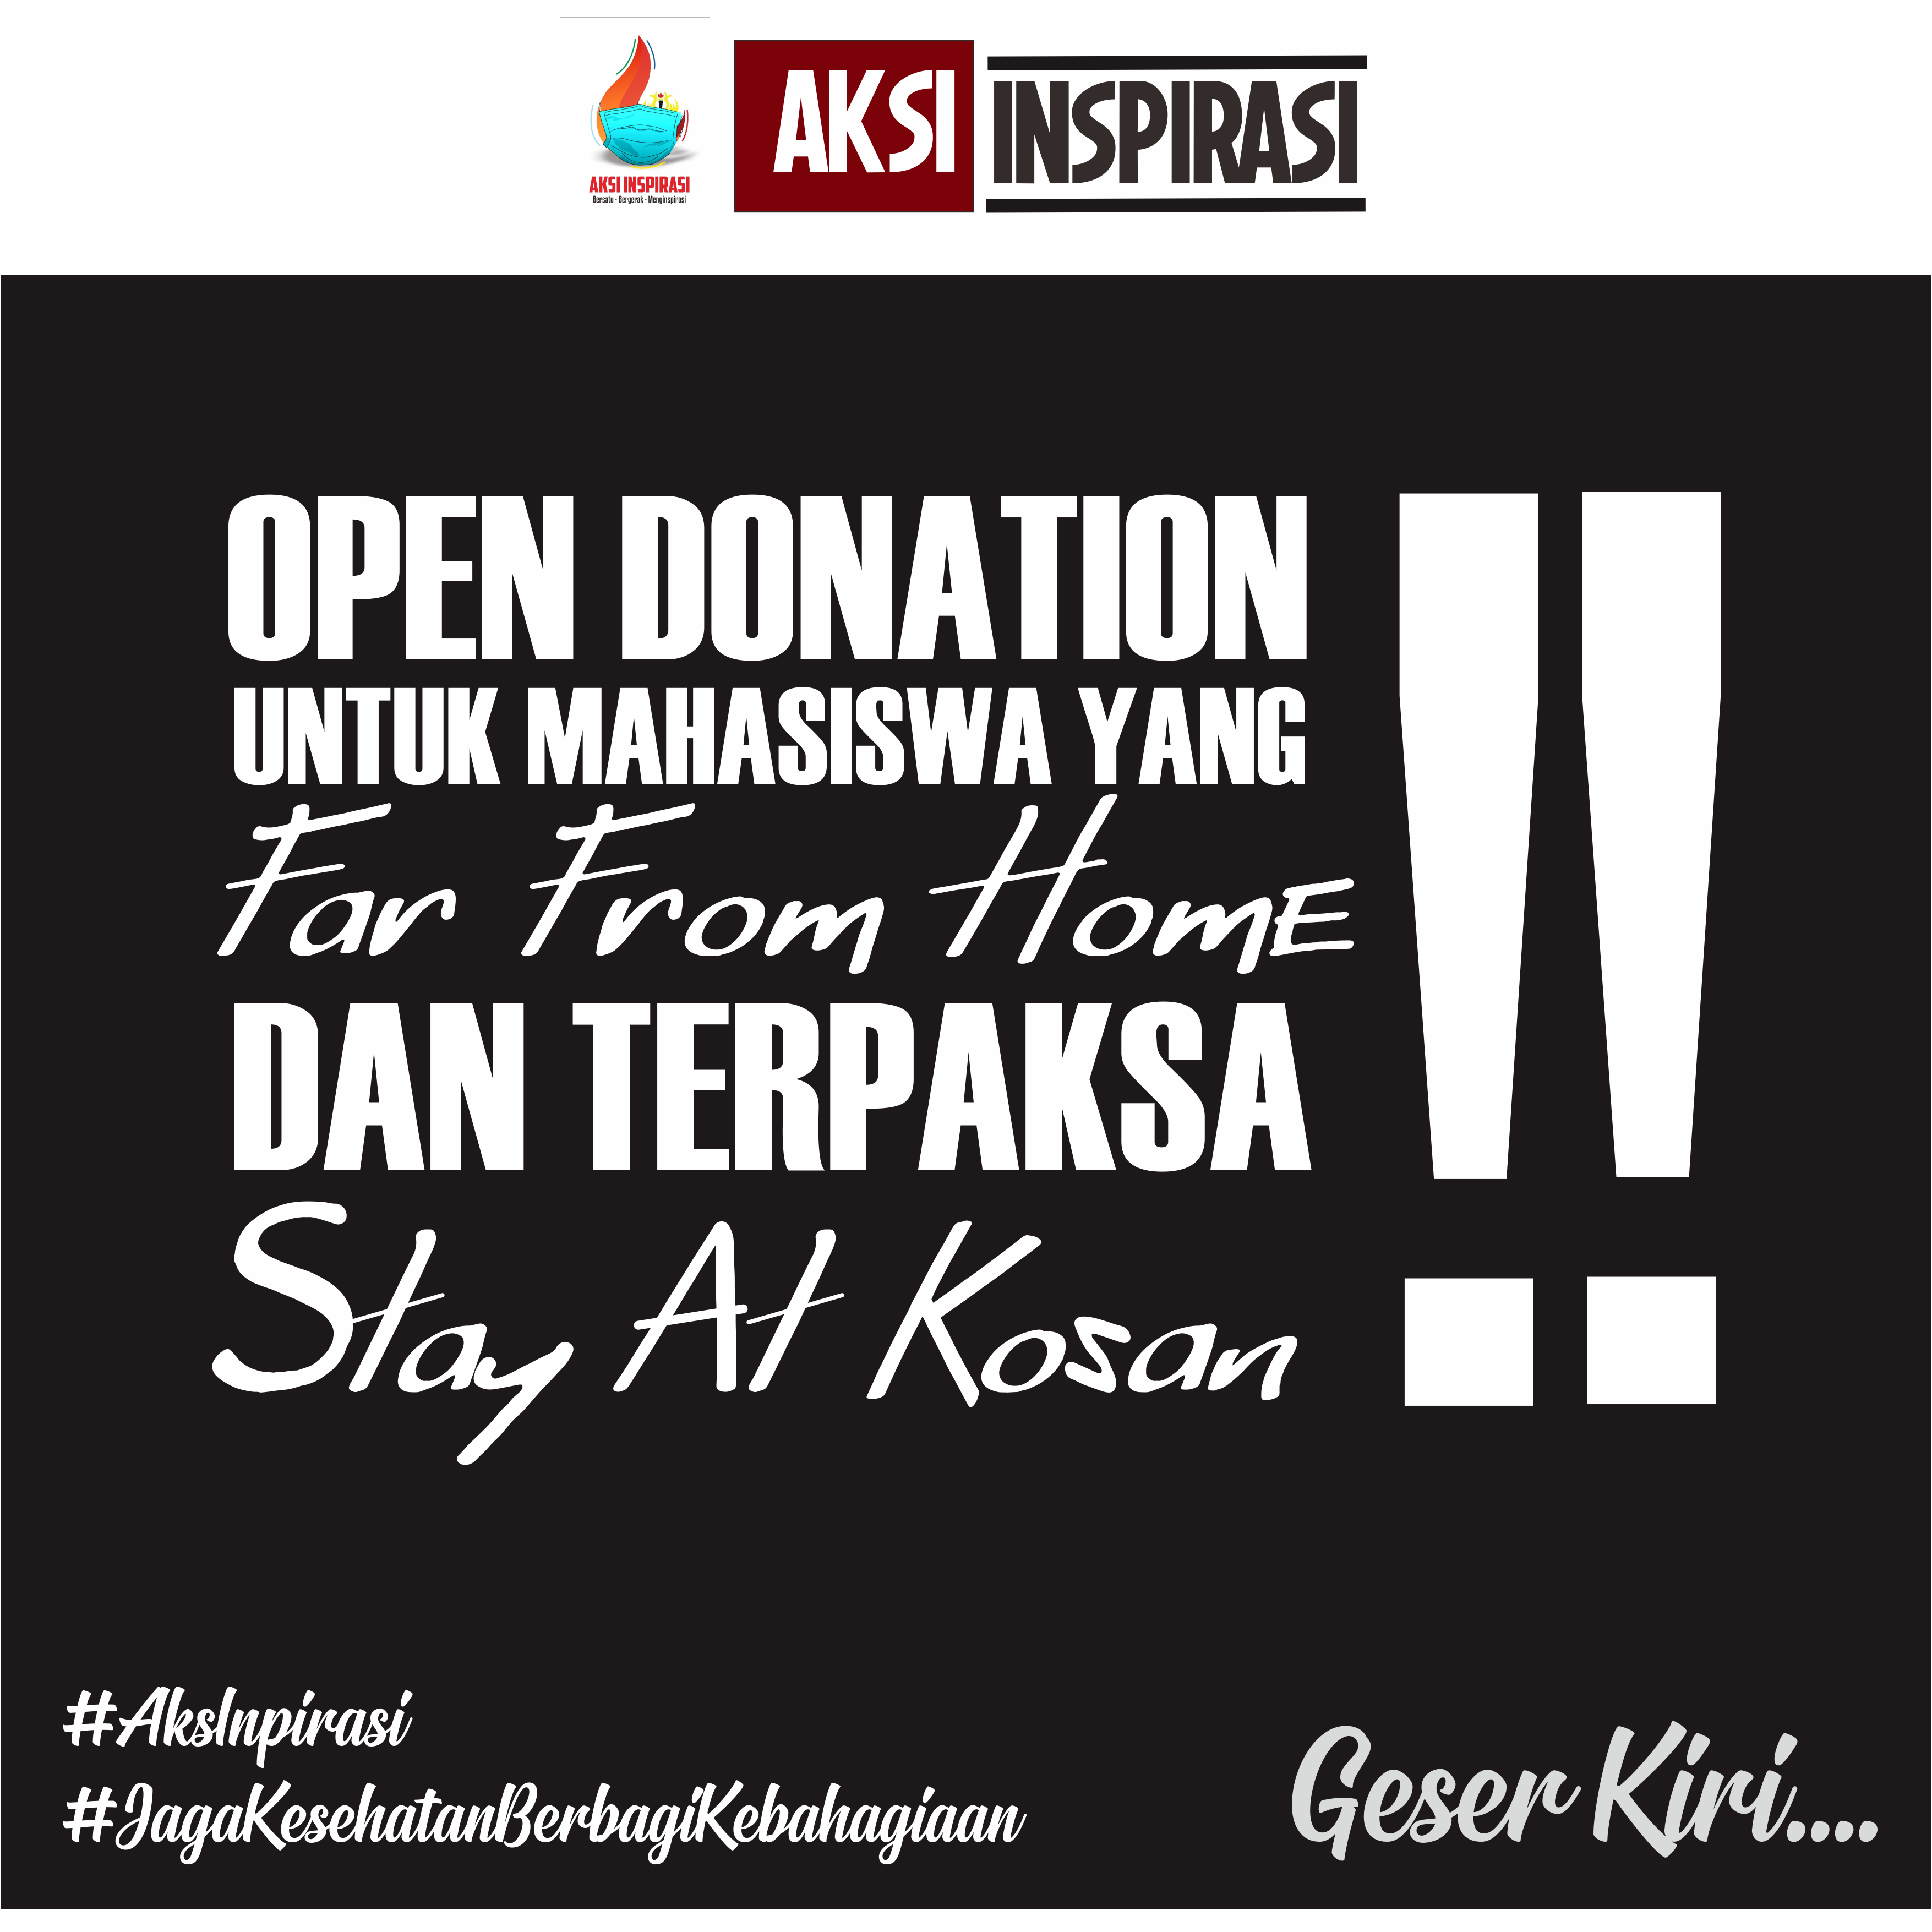 AKSI INSPIRASI
Bersatu - Bergerak - Menginspirasi
AKSI INSPIRASI
OPEN DONATION
UNTUK MAHASISWA YANG
Far From HomE
DAN TERPAKSA
Stay At Kosan
!!
#AksiInpirasi
#JagaKesehatanBerbagiKebahagiaan
Geser Kiri....